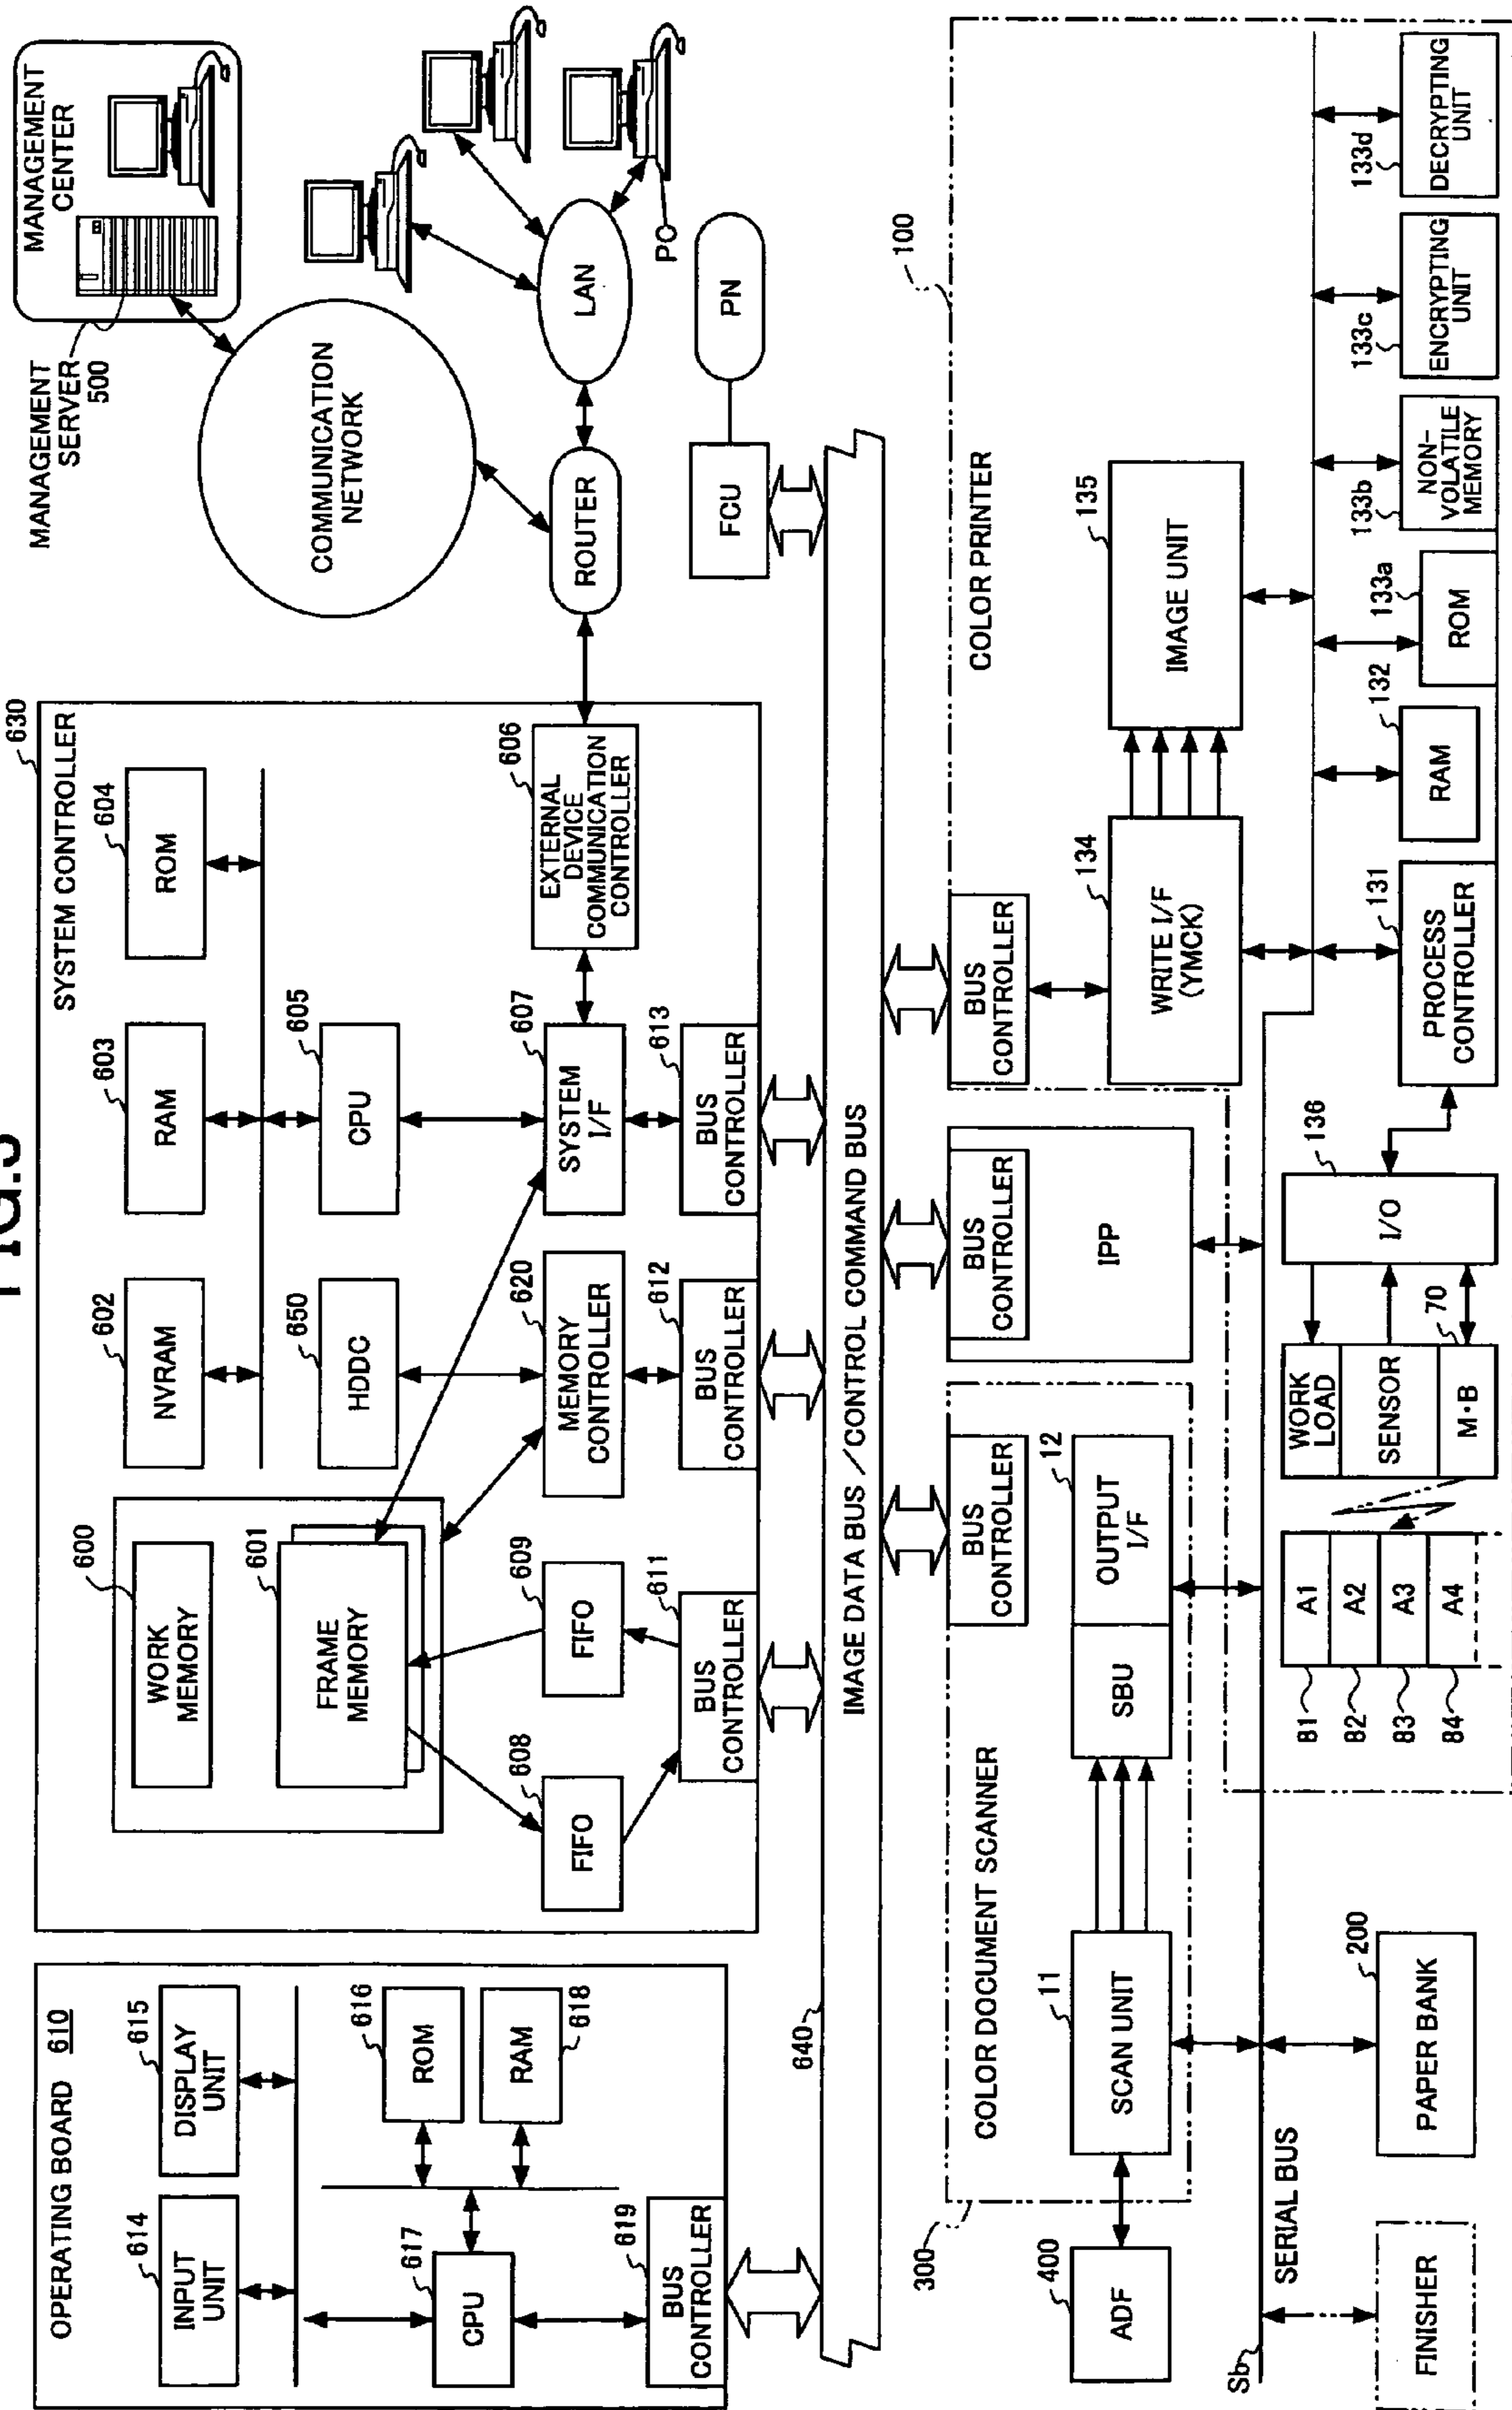 FIG.3
OPERATING BOARD 610
614
INPUT
UNIT
615
DISPLAY
UNIT
616
ROM
618
RAM
617
CPU
619
BUS
CONTROLLER
630
SYSTEM CONTROLLER
600
WORK
MEMORY
601
FRAME
MEMORY
602
NVRAM
603
RAM
604
ROM
650
HDDC
605
CPU
608
FIFO
609
FIFO
620
MEMORY
CONTROLLER
607
SYSTEM
I/F
606
EXTERNAL
DEVICE
COMMUNICATION
CONTROLLER
611
BUS
CONTROLLER
612
BUS
CONTROLLER
613
BUS
CONTROLLER
MANAGEMENT
SERVER
500
MANAGEMENT
CENTER
COMMUNICATION
NETWORK
ROUTER
LAN
PO
FCU
PN
640
IMAGE DATA BUS / CONTROL COMMAND BUS
300
COLOR DOCUMENT SCANNER
BUS
CONTROLLER
400
ADF
11
SCAN UNIT
SBU
12
OUTPUT
I/F
BUS
CONTROLLER
IPP
100
COLOR PRINTER
BUS
CONTROLLER
134
WRITE I/F
(YMCK)
135
IMAGE UNIT
Sb
SERIAL BUS
FINISHER
200
PAPER BANK
81
A1
82
A2
83
A3
84
A4
WORK
LOAD
SENSOR
70
M·B
136
I/O
131
PROCESS
CONTROLLER
132
RAM
133a
ROM
133b
NON-
VOLATILE
MEMORY
133c
ENCRYPTING
UNIT
133d
DECRYPTING
UNIT